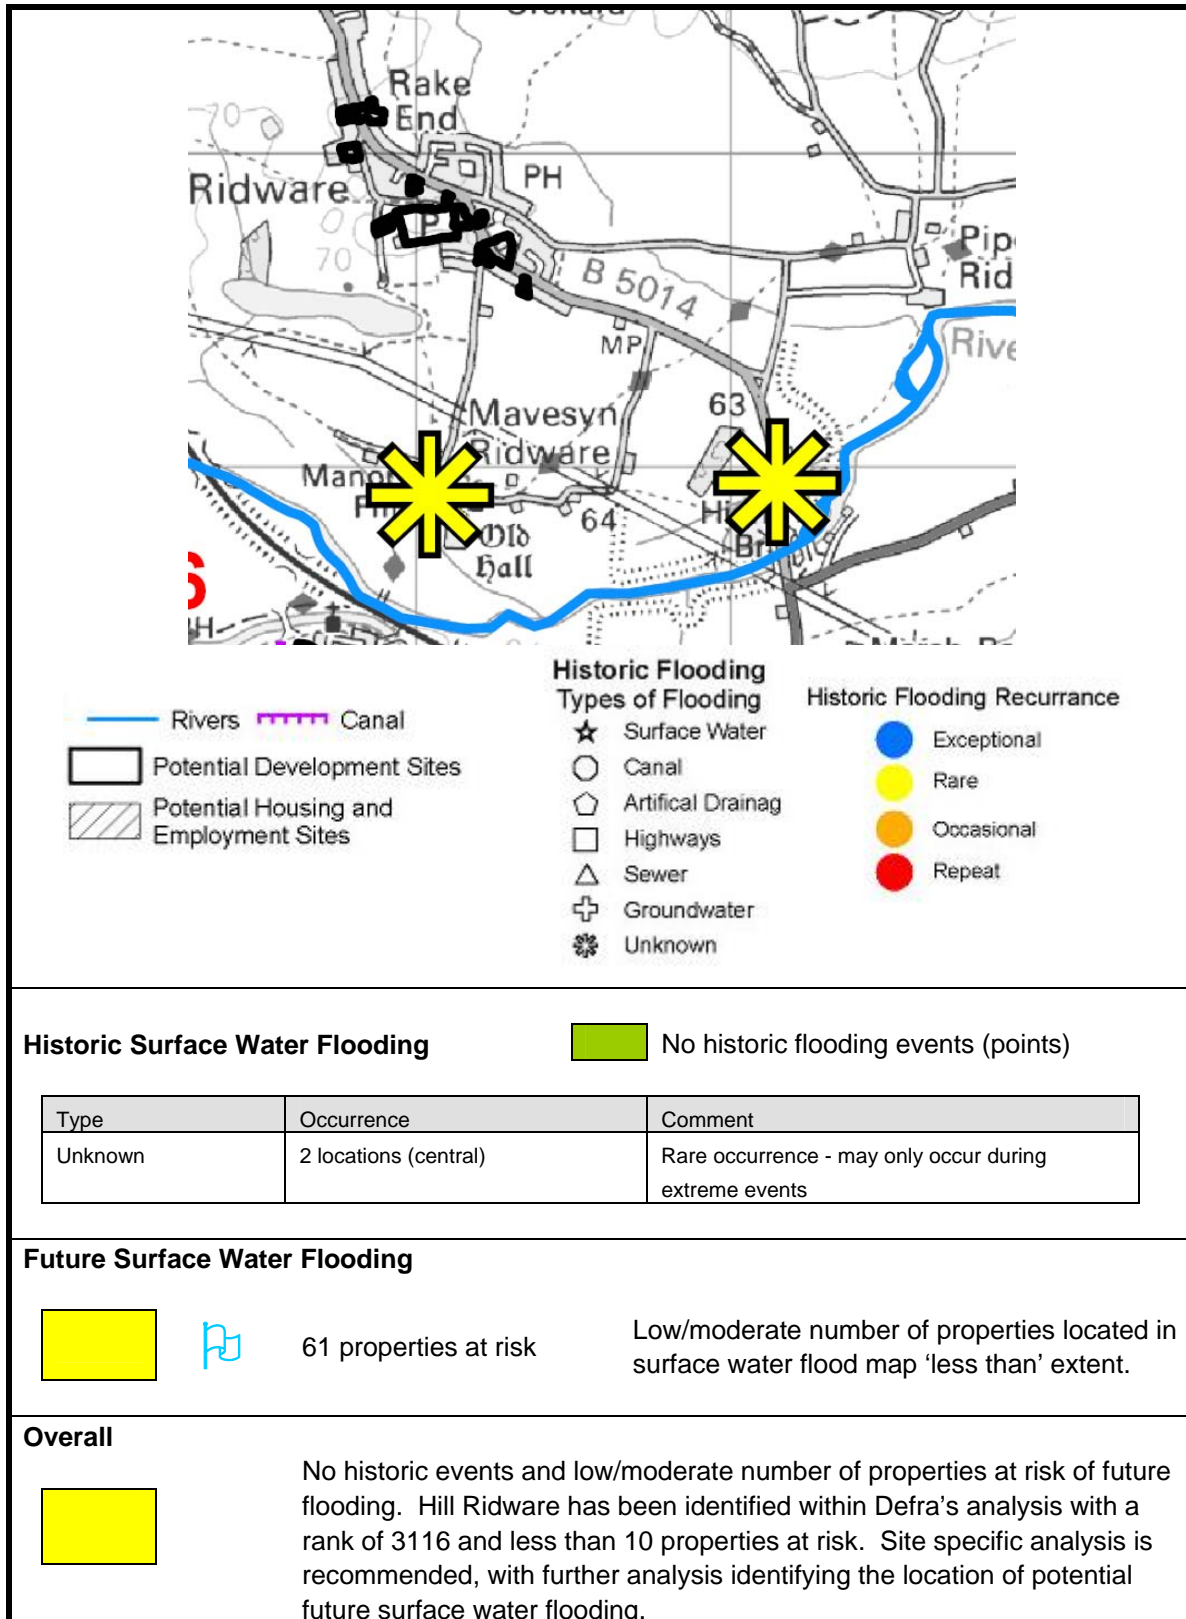 Rake
End
70
Ridware
PH
P
70
B 5014
MP
63
Mavesyn
Ridware
64
Old
Hall
Historic Flooding
Types of Flooding
Historic Flooding Recurrance
Rivers
Canal
Surface Water
Exceptional
Potential Development Sites
Canal
Rare
Potential Housing and
Employment Sites
Artifical Drainag
Highways
Occasional
Sewer
Repeat
Groundwater
Unknown
Historic Surface Water Flooding
No historic flooding events (points)
Type Occurrence Comment
Unknown 2 locations (central) Rare occurrence - may only occur during
extreme events
Future Surface Water Flooding
61 properties at risk
Low/moderate number of properties located in
surface water flood map ‘less than’ extent.
Overall
No historic events and low/moderate number of properties at risk of future
flooding. Hill Ridware has been identified within Defra’s analysis with a
rank of 3116 and less than 10 properties at risk. Site specific analysis is
recommended, with further analysis identifying the location of potential
future surface water flooding.